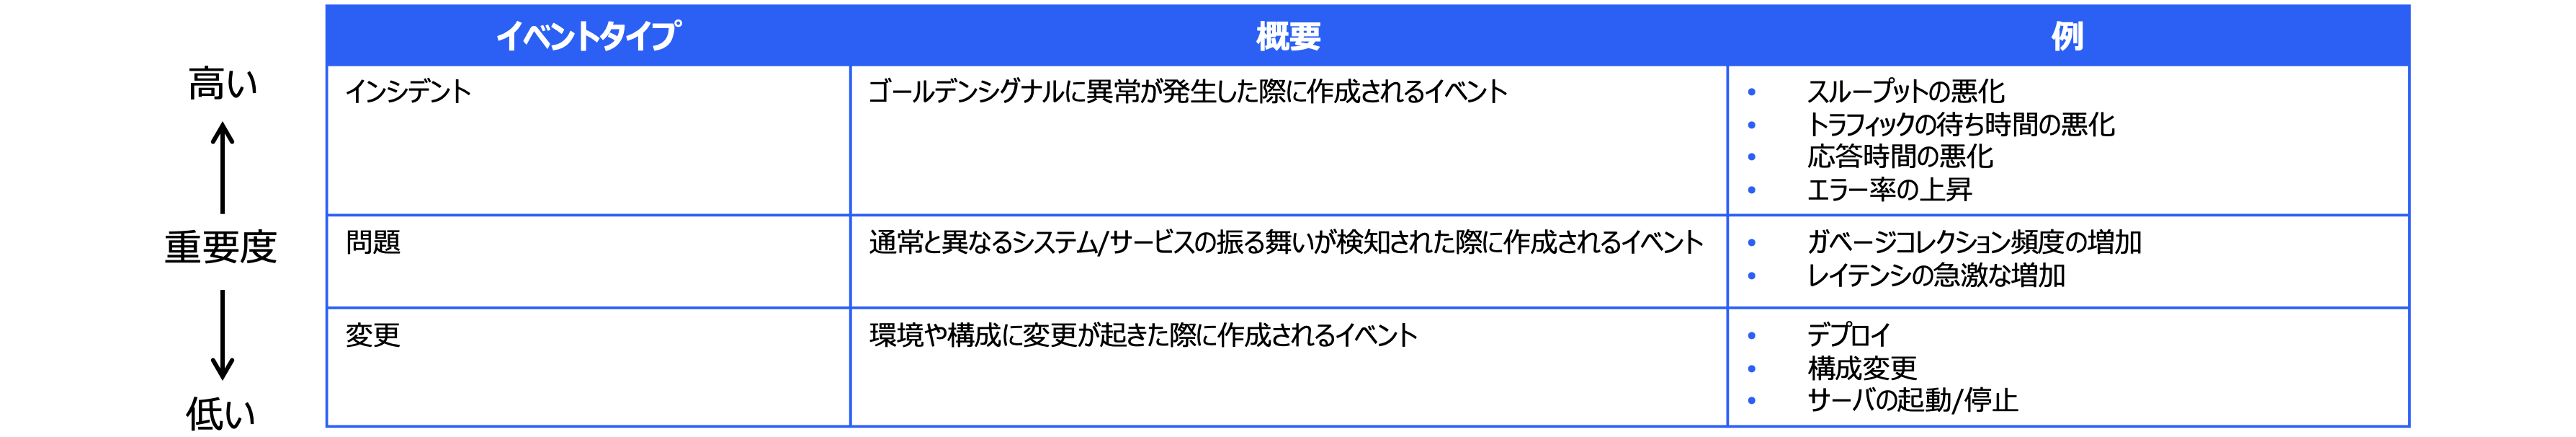 イベントタイプ
概要
例
高い
重要度
低い
インシデント
ゴールデンシグナルに異常が発生した際に作成されるイベント
• スループットの悪化
• トラフィックの待ち時間の悪化
• 応答時間の悪化
• エラー率の上昇
問題
通常と異なるシステム/サービスの振る舞いが検知された際に作成されるイベント
• ガベージコレクション頻度の増加
• レイテンシの急激な増加
変更
環境や構成に変更が起きた際に作成されるイベント
• デプロイ
• 構成変更
• サーバの起動/停止